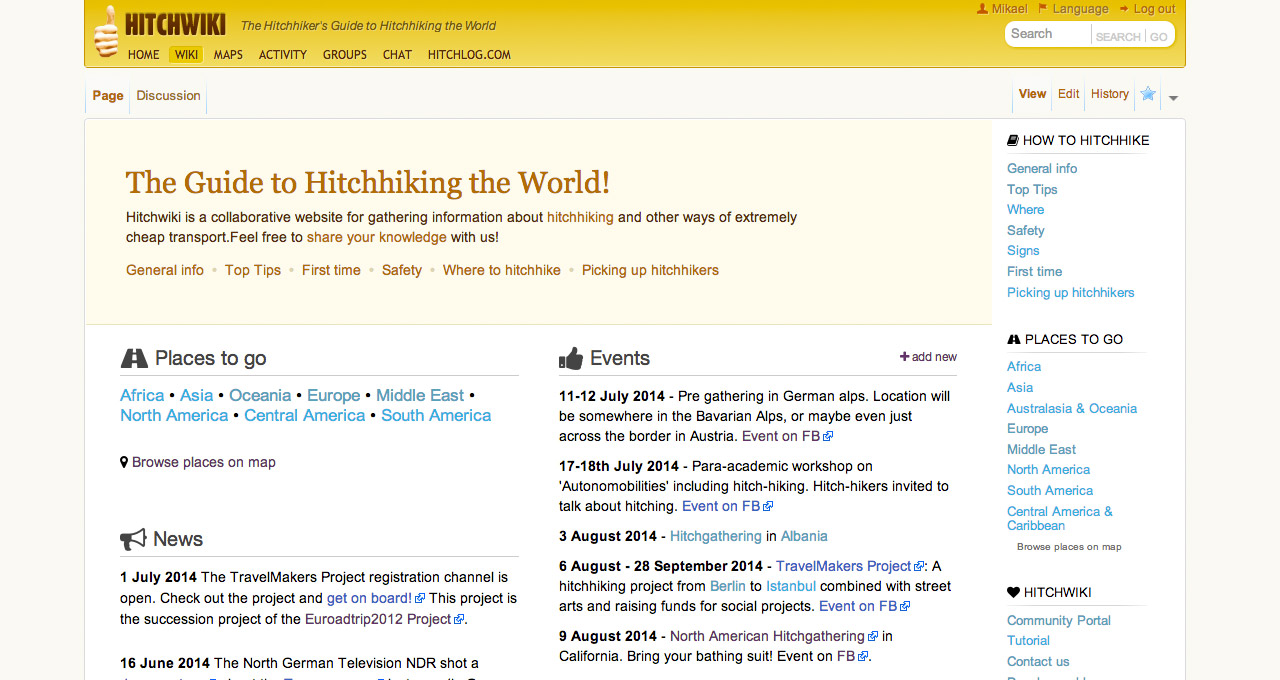 HITCHWIKI
The Hitchhiker's Guide to Hitchhiking the World
Mikael Language Log out
Search SEARCH GO
HOME WIKI MAPS ACTIVITY GROUPS CHAT HITCHLOG.COM
Page Discussion
View Edit History
The Guide to Hitchhiking the World!
Hitchwiki is a collaborative website for gathering information about hitchhiking and other ways of extremely
cheap transport.Feel free to share your knowledge with us!
General info • Top Tips • First time • Safety • Where to hitchhike • Picking up hitchhikers
Places to go
Africa • Asia • Oceania • Europe • Middle East •
North America • Central America • South America
Browse places on map
News
1 July 2014 The TravelMakers Project registration channel is
open. Check out the project and get on board! This project is
the succession project of the Euroadtrip2012 Project.
16 June 2014 The North German Television NDR shot a
Events
add new
11-12 July 2014 - Pre gathering in German alps. Location will
be somewhere in the Bavarian Alps, or maybe even just
across the border in Austria. Event on FB
17-18th July 2014 - Para-academic workshop on
'Autonomobilities' including hitch-hiking. Hitch-hikers invited to
talk about hitching. Event on FB
3 August 2014 - Hitchgathering in Albania
6 August - 28 September 2014 - TravelMakers Project: A
hitchhiking project from Berlin to Istanbul combined with street
arts and raising funds for social projects. Event on FB
9 August 2014 - North American Hitchgathering in
California. Bring your bathing suit! Event on FB.
HOW TO HITCHHIKE
General info
Top Tips
Where
Safety
Signs
First time
Picking up hitchhikers
PLACES TO GO
Africa
Asia
Australasia & Oceania
Europe
Middle East
North America
South America
Central America &
Caribbean
Browse places on map
HITCHWIKI
Community Portal
Tutorial
Contact us